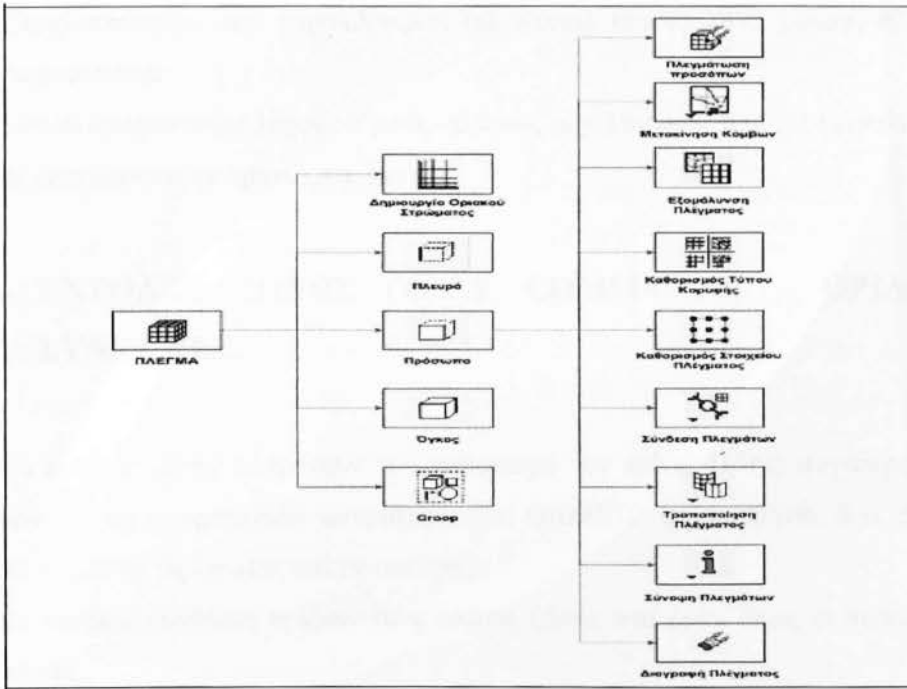 ΠΛΕΓΜΑ
Δημιουργία Οριακού
Στρώματος
Πλευρά
Πρόσωπο
Όγκος
Group
Πλεγμάτωση
προσόπων
Μετακίνηση Κόμβων
Εξομάλυνση
Πλέγματος
Καθορισμός Τύπου
Κορυφής
Καθορισμός Στοιχείου
Πλέγματος
Σύνδεση Πλεγμάτων
Τροποποίηση
Πλέγματος
Σύνοψη Πλεγμάτων
Διαγραφή Πλέγματος